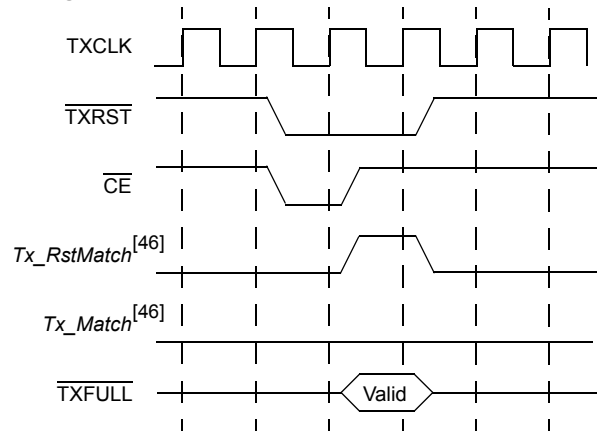 TXCLK
TXRST
CE
Tx_RstMatch[46]
Tx_Match[46]
TXFULL
Valid